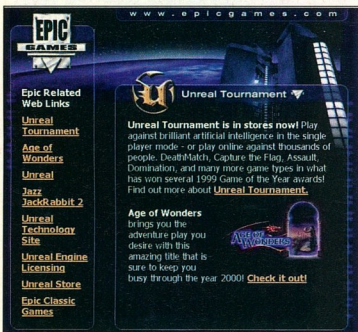 www.epicgames.com
EPIC
GAMES
Epic Related
Web Links
Unreal
Tournament
Age of
Wonders
Unreal
Jazz
JackRabbit 2
Unreal
Technology
Site
Unreal Engine
Licensing
Unreal Store
Epic Classic
Games
Unreal Tournament
Unreal Tournament is in stores now! Play
against brilliant artificial intelligence in the single
player mode - or play online against thousands of
people. DeathMatch, Capture the Flag, Assault,
Domination, and many more game types in what
has won several 1999 Game of the Year awards!
Find out more about Unreal Tournament.
Age of Wonders
brings you the
adventure play you
desire with this
amazing title that is
sure to keep you
busy through the year 2000! Check it out!
AGE OF
WONDERS